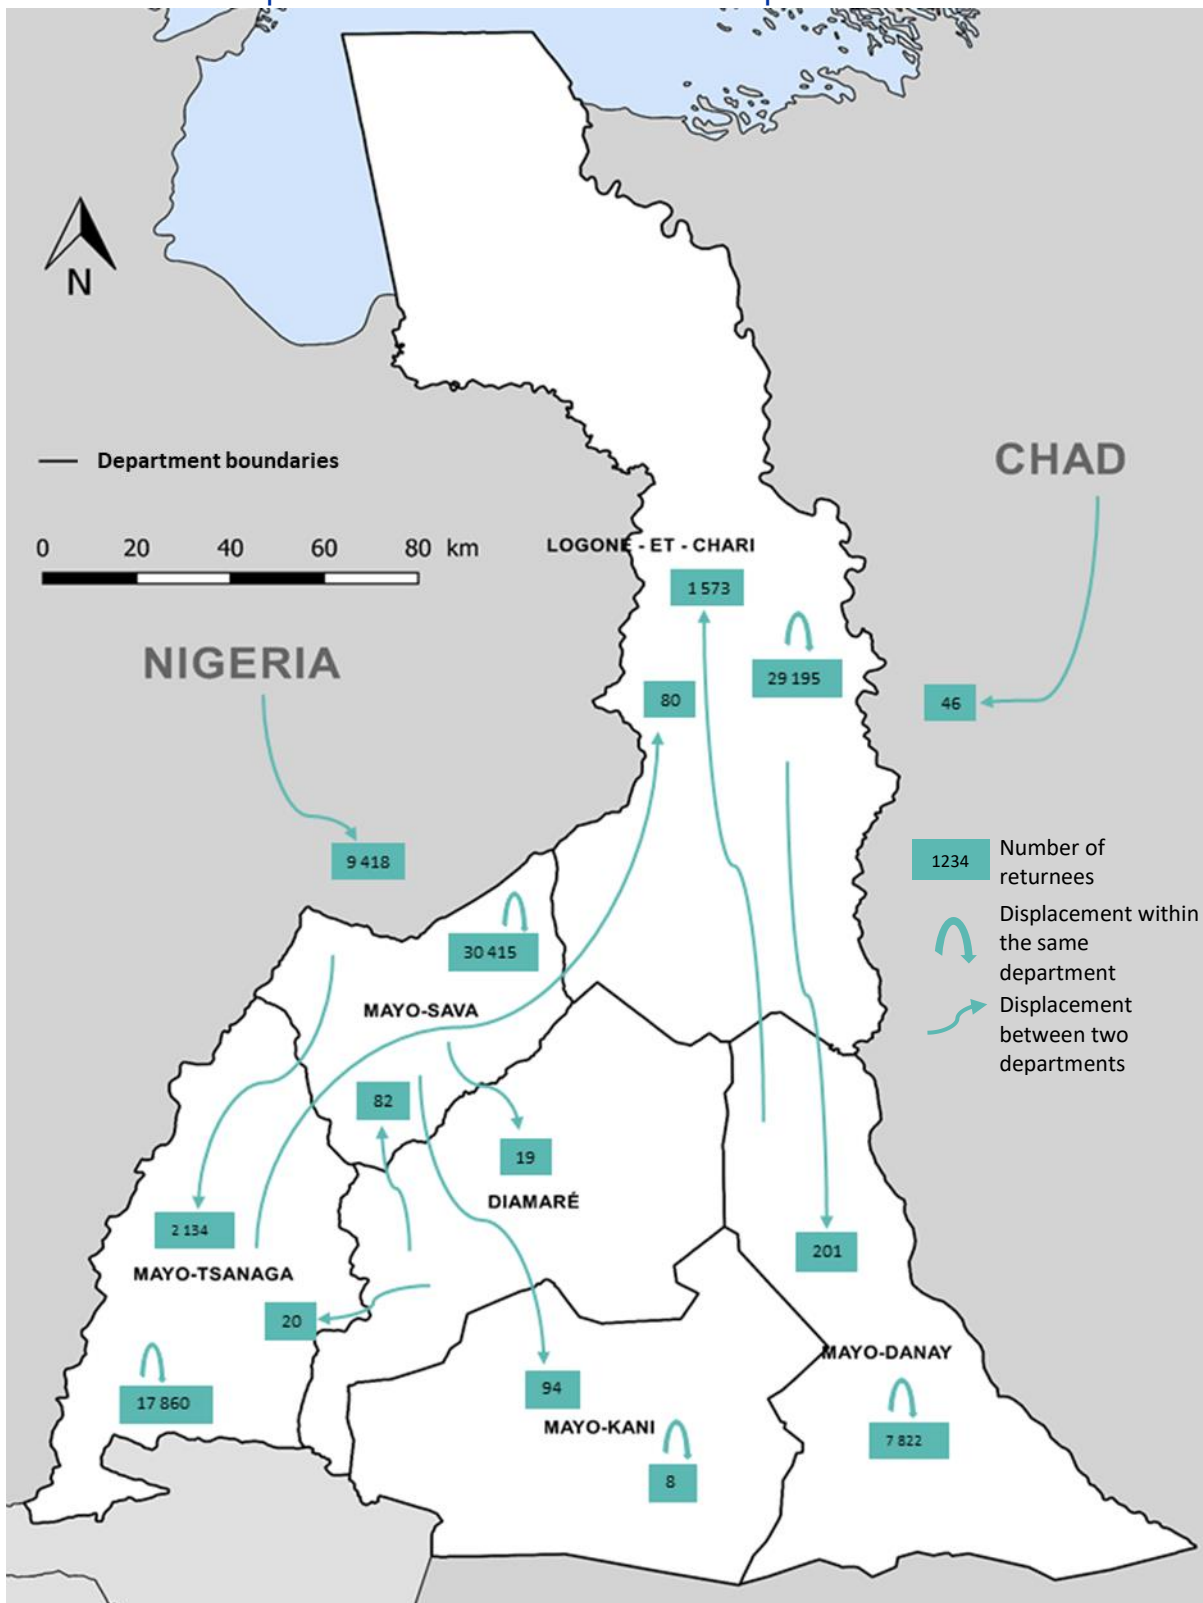 N
CHAD
Department boundaries
0 20 40 60 80 km
LOGONE - ET - CHARI
1 573
NIGERIA
29 195
80
46
9 418
1234
Number of
returnees
Displacement within
the same
department
Displacement
between two
departments
30 415
MAYO-SAVA
82
19
DIAMARÉ
2 134
201
MAYO-TSANAGA
20
MAYO-DANAY
94
17 860
MAYO-KANI
7 822
8